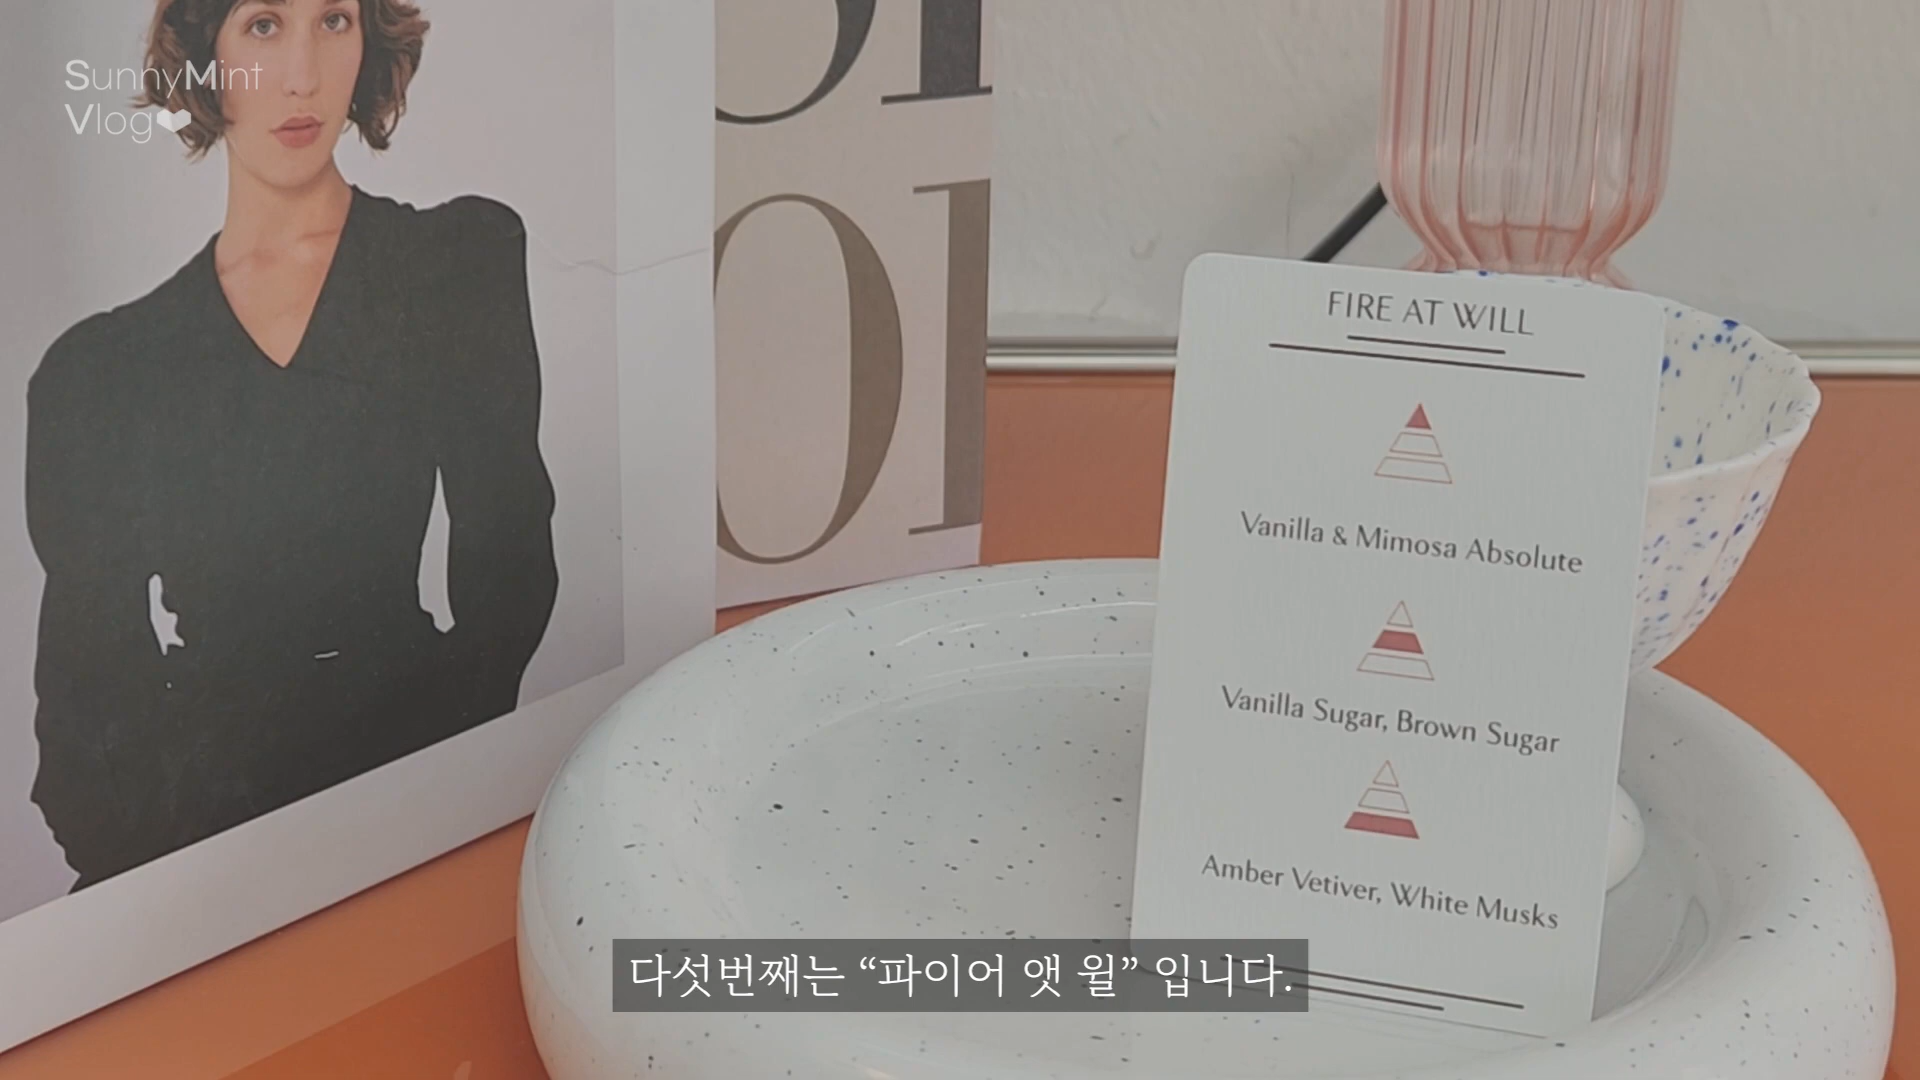 SunnyMint
Vlog
OI
FIRE AT WILL
Vanilla & Mimosa Absolute
Vanilla Sugar, Brown Sugar
Amber Vetiver, White Musks
다섯번째는 “파이어 앳 윌” 입니다.